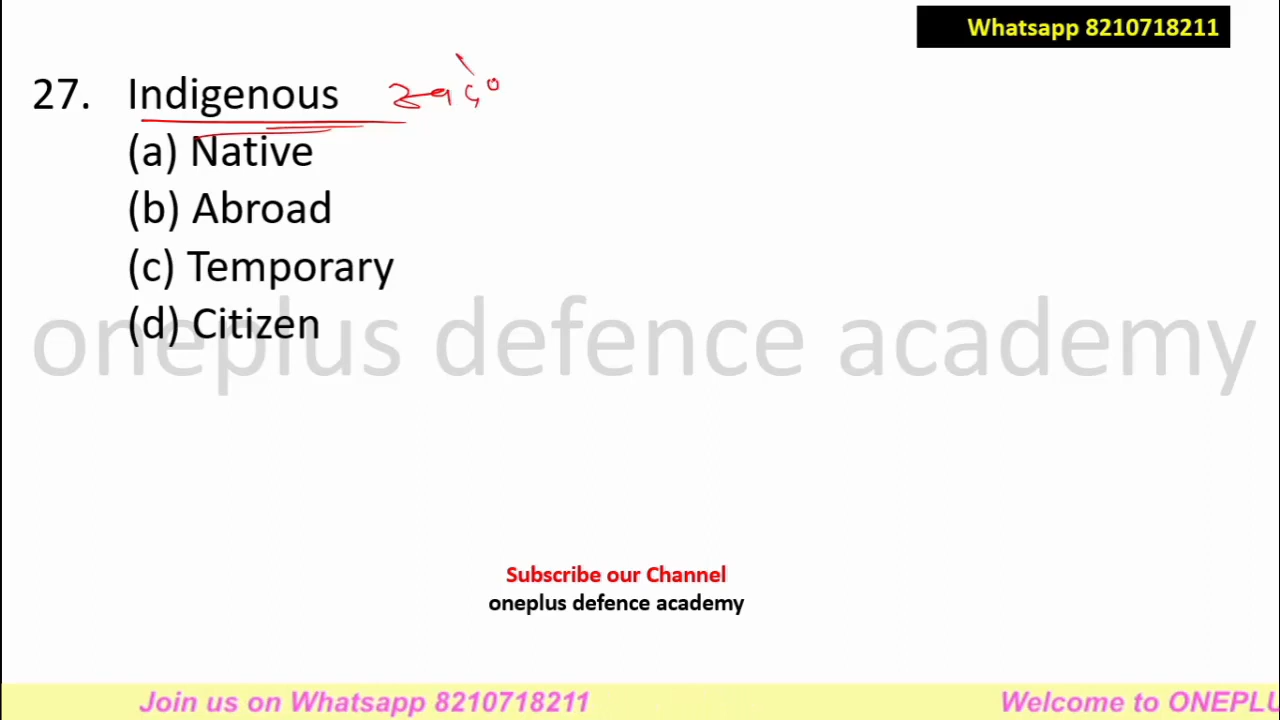 Whatsapp 8210718211
27. Indigenous
(a) Native
(b) Abroad
(c) Temporary
(d) Citizen
oneplus defence academy
Subscribe our Channel
oneplus defence academy
Join us on Whatsapp 8210718211 Welcome to ONEPLU